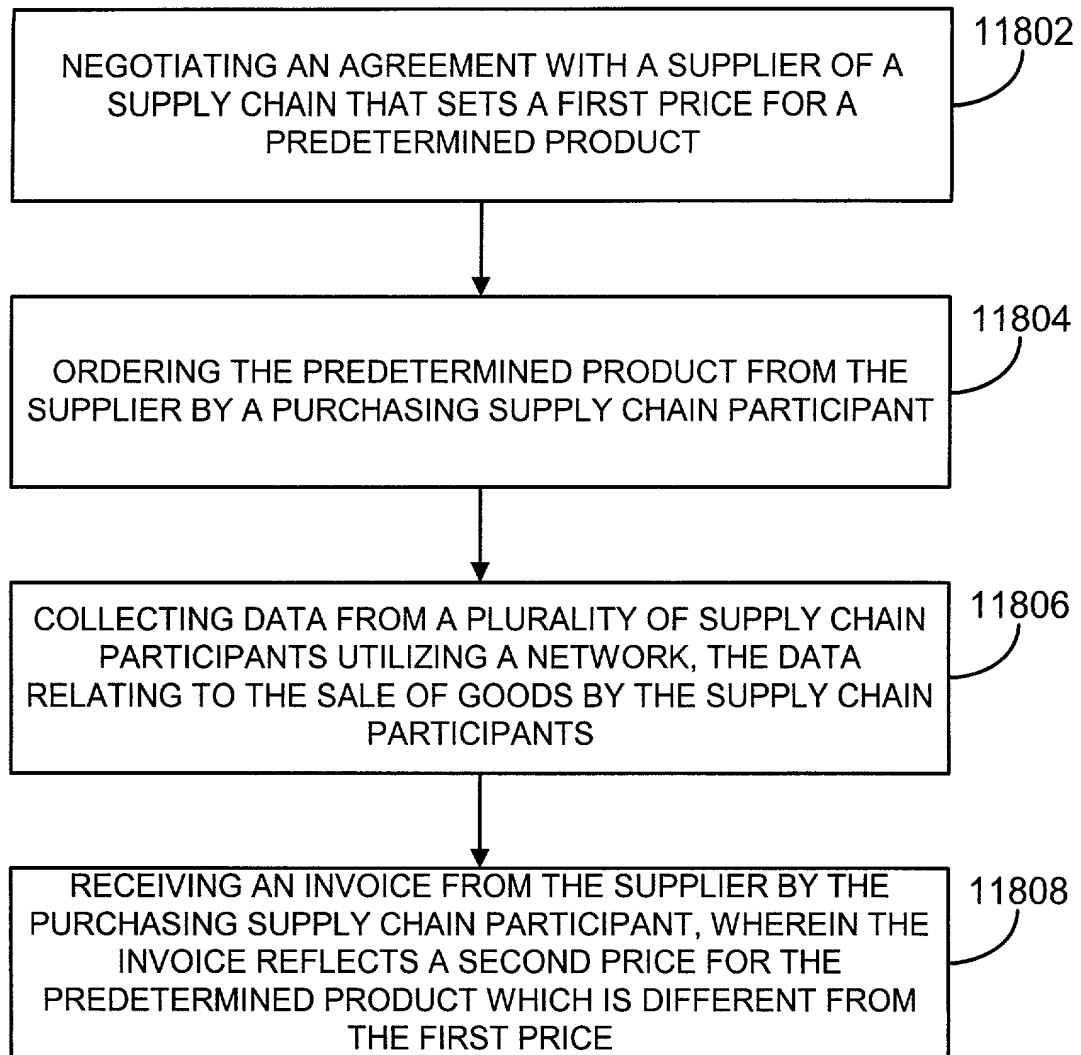 11802
NEGOTIATING AN AGREEMENT WITH A SUPPLIER OF A
SUPPLY CHAIN THAT SETS A FIRST PRICE FOR A
PREDETERMINED PRODUCT
11804
ORDERING THE PREDETERMINED PRODUCT FROM THE
SUPPLIER BY A PURCHASING SUPPLY CHAIN PARTICIPANT
11806
COLLECTING DATA FROM A PLURALITY OF SUPPLY CHAIN
PARTICIPANTS UTILIZING A NETWORK, THE DATA
RELATING TO THE SALE OF GOODS BY THE SUPPLY CHAIN
PARTICIPANTS
11808
RECEIVING AN INVOICE FROM THE SUPPLIER BY THE
PURCHASING SUPPLY CHAIN PARTICIPANT, WHEREIN THE
INVOICE REFLECTS A SECOND PRICE FOR THE
PREDETERMINED PRODUCT WHICH IS DIFFERENT FROM
THE FIRST PRICE